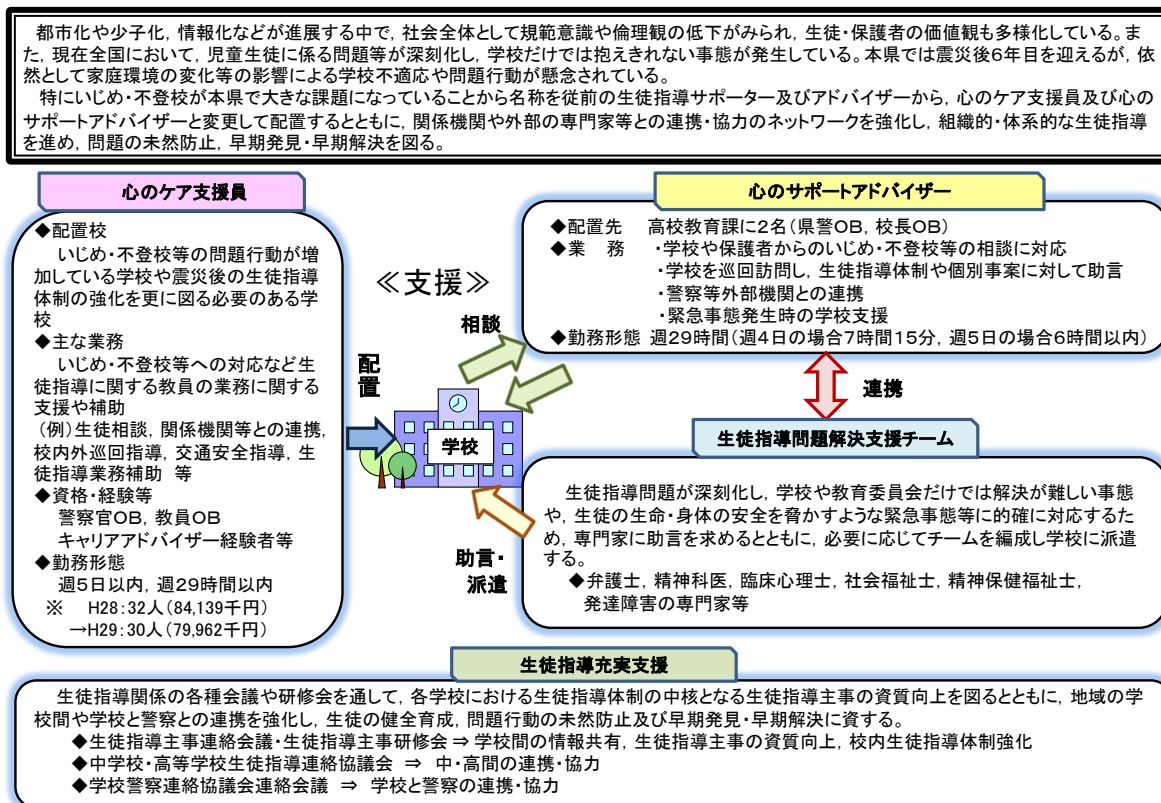 都市化や少子化，情報化などが進展する中で，社会全体として規範意識や倫理観の低下がみられ，生徒・保護者の価値観も多様化している。ま
た，現在全国において，児童生徒に係る問題等が深刻化し，学校だけでは抱えきれない事態が発生している。本県では震災後６年目を迎えるが，依
然として家庭環境の変化等の影響による学校不適応や問題行動が懸念されている。
特にいじめ・不登校が本県で大きな課題になっていることから名称を従前の生徒指導サポーター及びアドバイザーから，心のケア支援員及び心の
サポートアドバイザーと変更して配置するとともに，関係機関や外部の専門家等との連携・協力のネットワークを強化し，組織的・体系的な生徒指導
を進め，問題の未然防止，早期発見・早期解決を図る。
心のケア支援員
◆配置校
いじめ・不登校等の問題行動が増
加している学校や震災後の生徒指導
体制の強化を更に図る必要のある学
校
◆主な業務
いじめ・不登校等への対応など生
徒指導に関する教員の業務に関する
支援や補助
（例）生徒相談，関係機関等との連携，
校内外巡回指導，交通安全指導，生
徒指導業務補助 等
◆資格・経験等
警察官ＯＢ，教員ＯＢ
キャリアアドバイザー経験者等
◆勤務形態
週５日以内，週２９時間以内
※　H28：32人（84,139千円）
→H29：30人（79,962千円）
≪支援≫
相談
配置
学校
助言・
派遣
心のサポートアドバイザー
◆配置先　高校教育課に２名（県警ＯＢ，校長ＯＢ）
◆業　務　・学校や保護者からのいじめ・不登校等の相談に対応
・学校を巡回訪問し，生徒指導体制や個別事案に対して助言
・警察等外部機関との連携
・緊急事態発生時の学校支援
◆勤務形態 週２９時間（週４日の場合７時間１５分，週５日の場合６時間以内）
連携
生徒指導問題解決支援チーム
生徒指導問題が深刻化し，学校や教育委員会だけでは解決が難しい事態
や，生徒の生命・身体の安全を脅かすような緊急事態等に的確に対応するた
め，専門家に助言を求めるとともに，必要に応じてチームを編成し学校に派遣
する。
◆弁護士，精神科医，臨床心理士，社会福祉士，精神保健福祉士，
発達障害の専門家等
生徒指導充実支援
生徒指導関係の各種会議や研修会を通して，各学校における生徒指導体制の中核となる生徒指導主事の資質向上を図るとともに，地域の学
校間や学校と警察との連携を強化し，生徒の健全育成，問題行動の未然防止及び早期発見・早期解決に資する。
◆生徒指導主事連絡会議・生徒指導主事研修会 ⇒ 学校間の情報共有，生徒指導主事の資質向上，校内生徒指導体制強化
◆中学校・高等学校生徒指導連絡協議会　⇒　中・高間の連携・協力
◆学校警察連絡協議会連絡会議　⇒　学校と警察の連携・協力